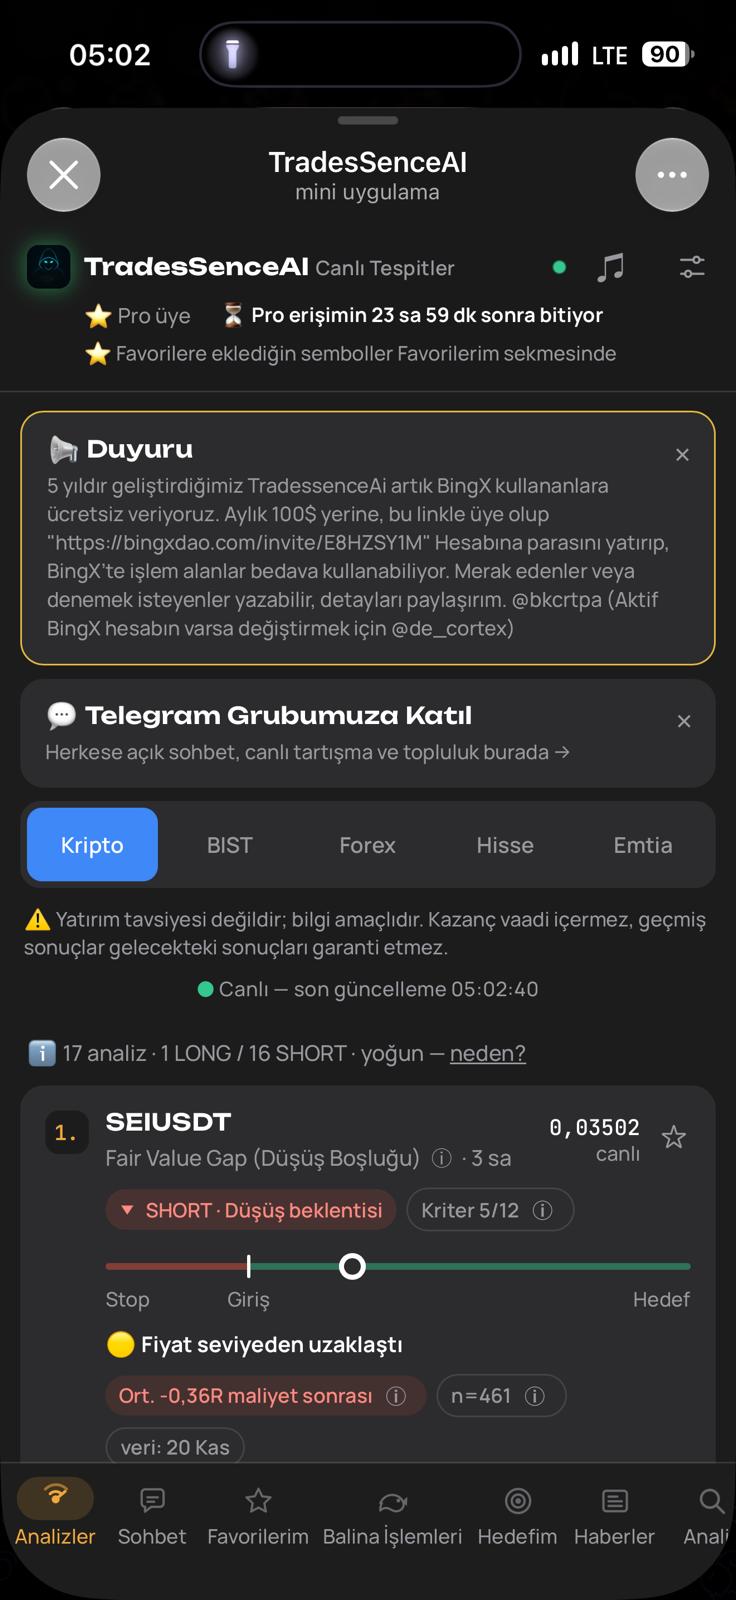 05:02
LTE
90
TradesSenceAI
mini uygulama
TradesSenceAI Canlı Tespitler
⭐ Pro üye ⏳ Pro erişimin 23 sa 59 dk sonra bitiyor
⭐ Favorilere eklediğin semboller Favorilerim sekmesinde
📢 Duyuru
5 yıldır geliştirdiğimiz TradessenceAi artık BingX kullananlara
ücretsiz veriyoruz. Aylık 100$ yerine, bu linkle üye olup
"https://bingxdao.com/invite/E8HZSY1M" Hesabına parasını yatırıp,
BingX'te işlem alanlar bedava kullanabiliyor. Merak edenler veya
denemek isteyenler yazabilir, detayları paylaşırım. @bkcrtpa (Aktif
BingX hesabın varsa değiştirmek için @de_cortex)
💬 Telegram Grubumuza Katıl
Herkese açık sohbet, canlı tartışma ve topluluk burada →
Kripto BIST Forex Hisse Emtia
⚠️ Yatırım tavsiyesi değildir; bilgi amaçlıdır. Kazanç vaadi içermez, geçmiş
sonuçlar gelecekteki sonuçları garanti etmez.
Canlı — son güncelleme 05:02:40
ℹ️ 17 analiz · 1 LONG / 16 SHORT · yoğun — neden?
1. SEIUSDT 0,03502
Fair Value Gap (Düşüş Boşluğu) ⓘ · 3 sa canlı
▼ SHORT · Düşüş beklentisi Kriter 5/12 ⓘ
Stop Giriş Hedef
🟡 Fiyat seviyeden uzaklaştı
Ort. -0,36R maliyet sonrası ⓘ n=461 ⓘ
veri: 20 Kas
Analizler Sohbet Favorilerim Balina İşlemleri Hedefim Haberler Anali